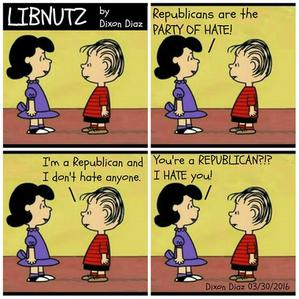 LIBNUTZ by
Dixon Diaz
Republicans are the
PARTY OF HATE!
I'm a Republican and
I don't hate anyone.
You're a REPUBLICAN?!?
I HATE you!
Dixon Diaz 03/30/2016